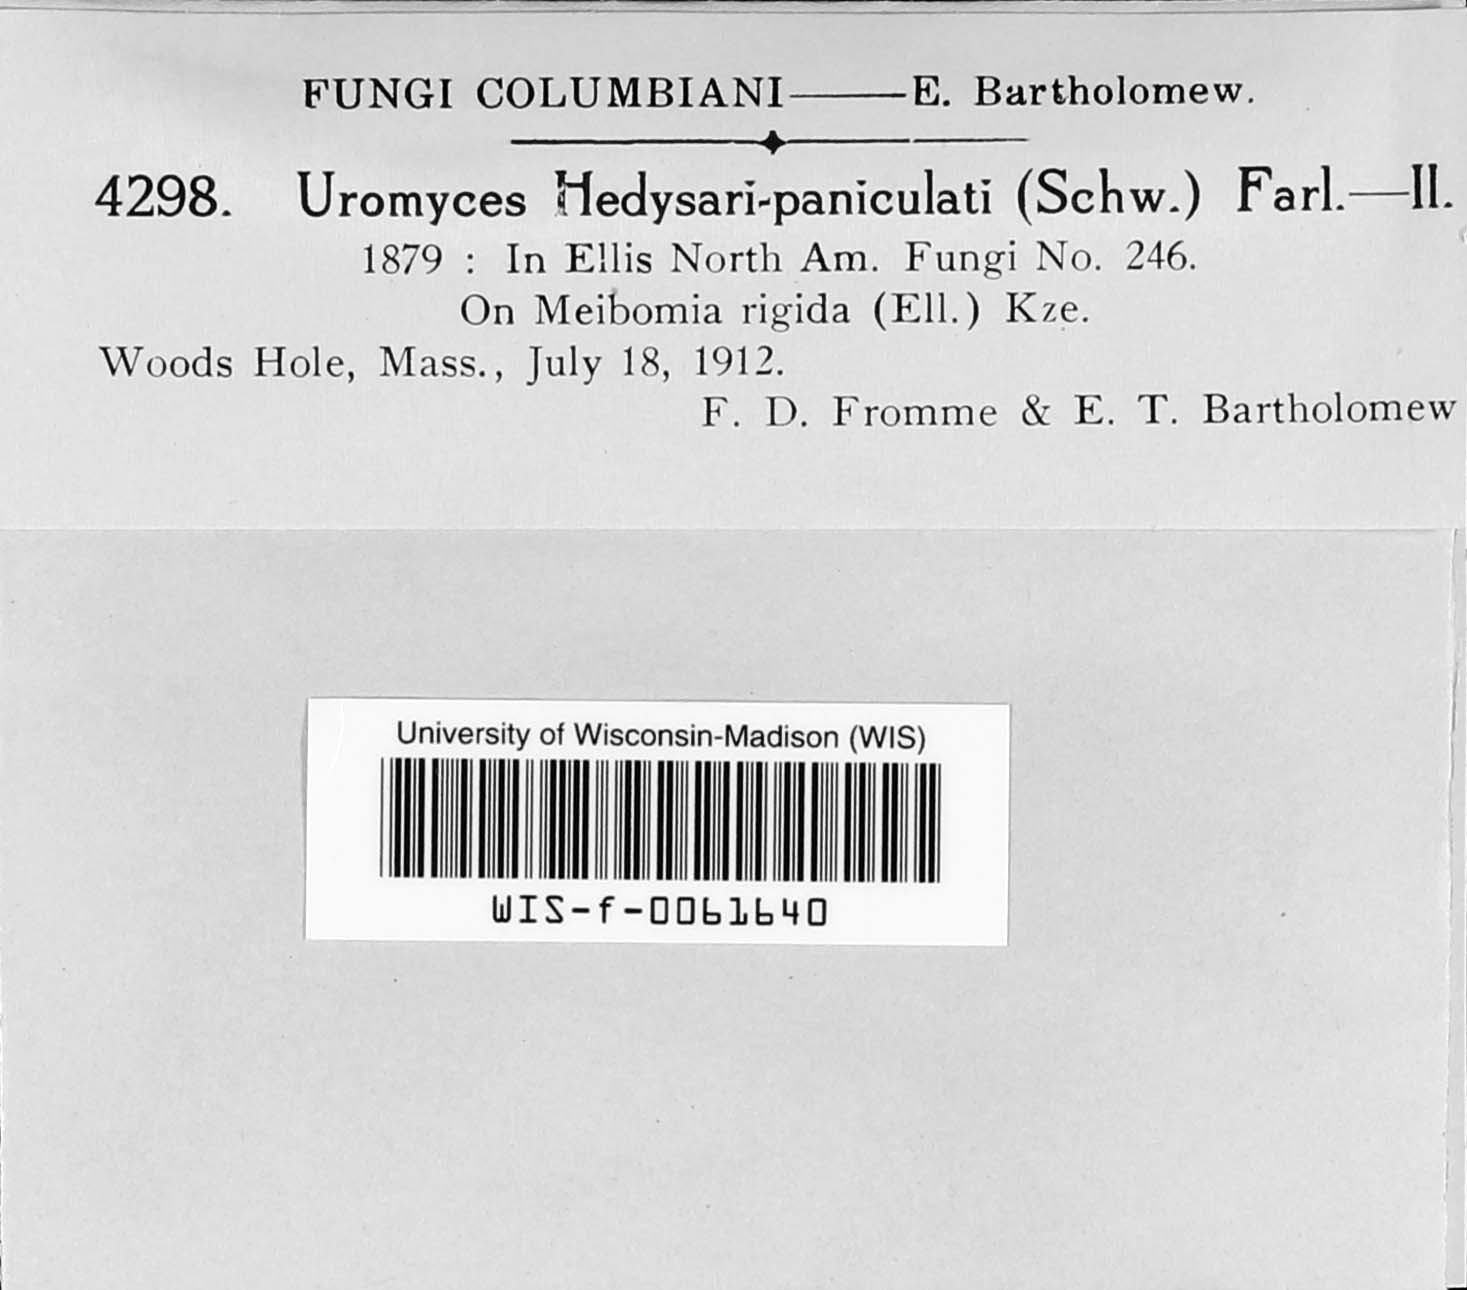 FUNGI COLUMBIANI——E. Bartholomew.
4298. Uromyces Hedysari-paniculati (Schw.) Farl.—II.
1879 : In Ellis North Am. Fungi No. 246.
On Meibomia rigida (Ell.) Kze.
Woods Hole, Mass., July 18, 1912.
F. D. Fromme & E. T. Bartholomew
University of Wisconsin-Madison (WIS)
WIS-f-0061640